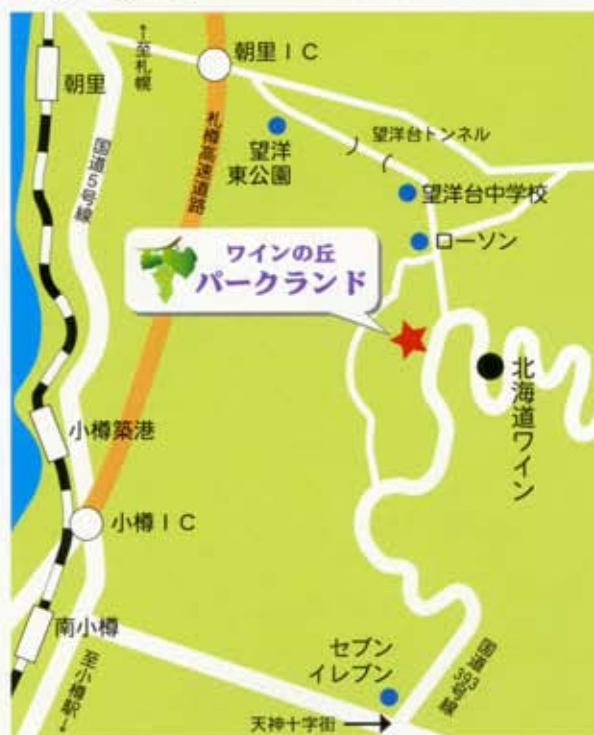 朝里
↑至札幌
朝里IC
国道5号線
札樽高速道路
望洋
東公園
望洋台トンネル
望洋台中学校
ローソン
ワインの丘
パークランド
北海道ワイン
小樽築港
小樽IC
南小樽
至小樽駅↓
セブン
イレブン
国道393号線
天神十字街→